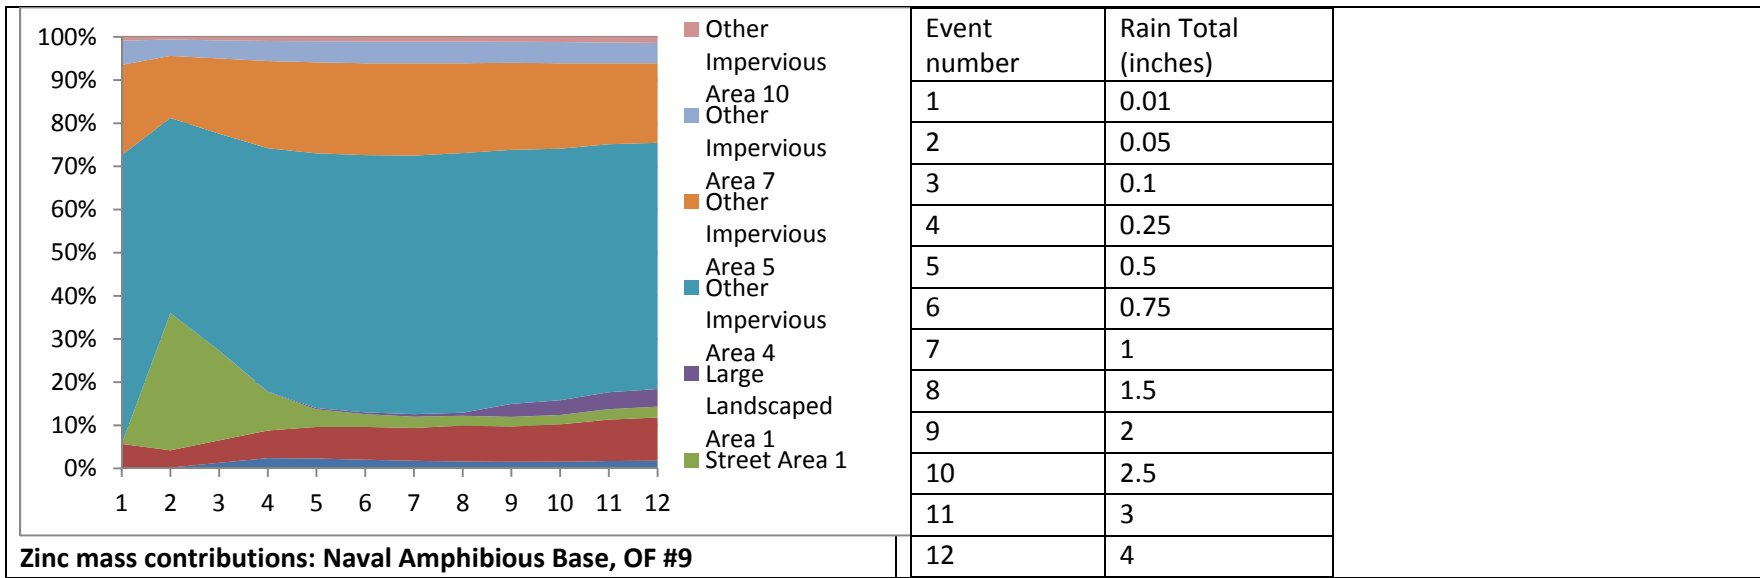 100%
90%
80%
70%
60%
50%
40%
30%
20%
10%
0%
1 2 3 4 5 6 7 8 9 10 11 12
Other
Impervious
Area 10
Other
Impervious
Area 7
Other
Impervious
Area 5
Other
Impervious
Area 4
Large
Landscaped
Area 1
Street Area 1
Zinc mass contributions: Naval Amphibious Base, OF #9
Event number Rain Total (inches)
1 0.01
2 0.05
3 0.1
4 0.25
5 0.5
6 0.75
7 1
8 1.5
9 2
10 2.5
11 3
12 4